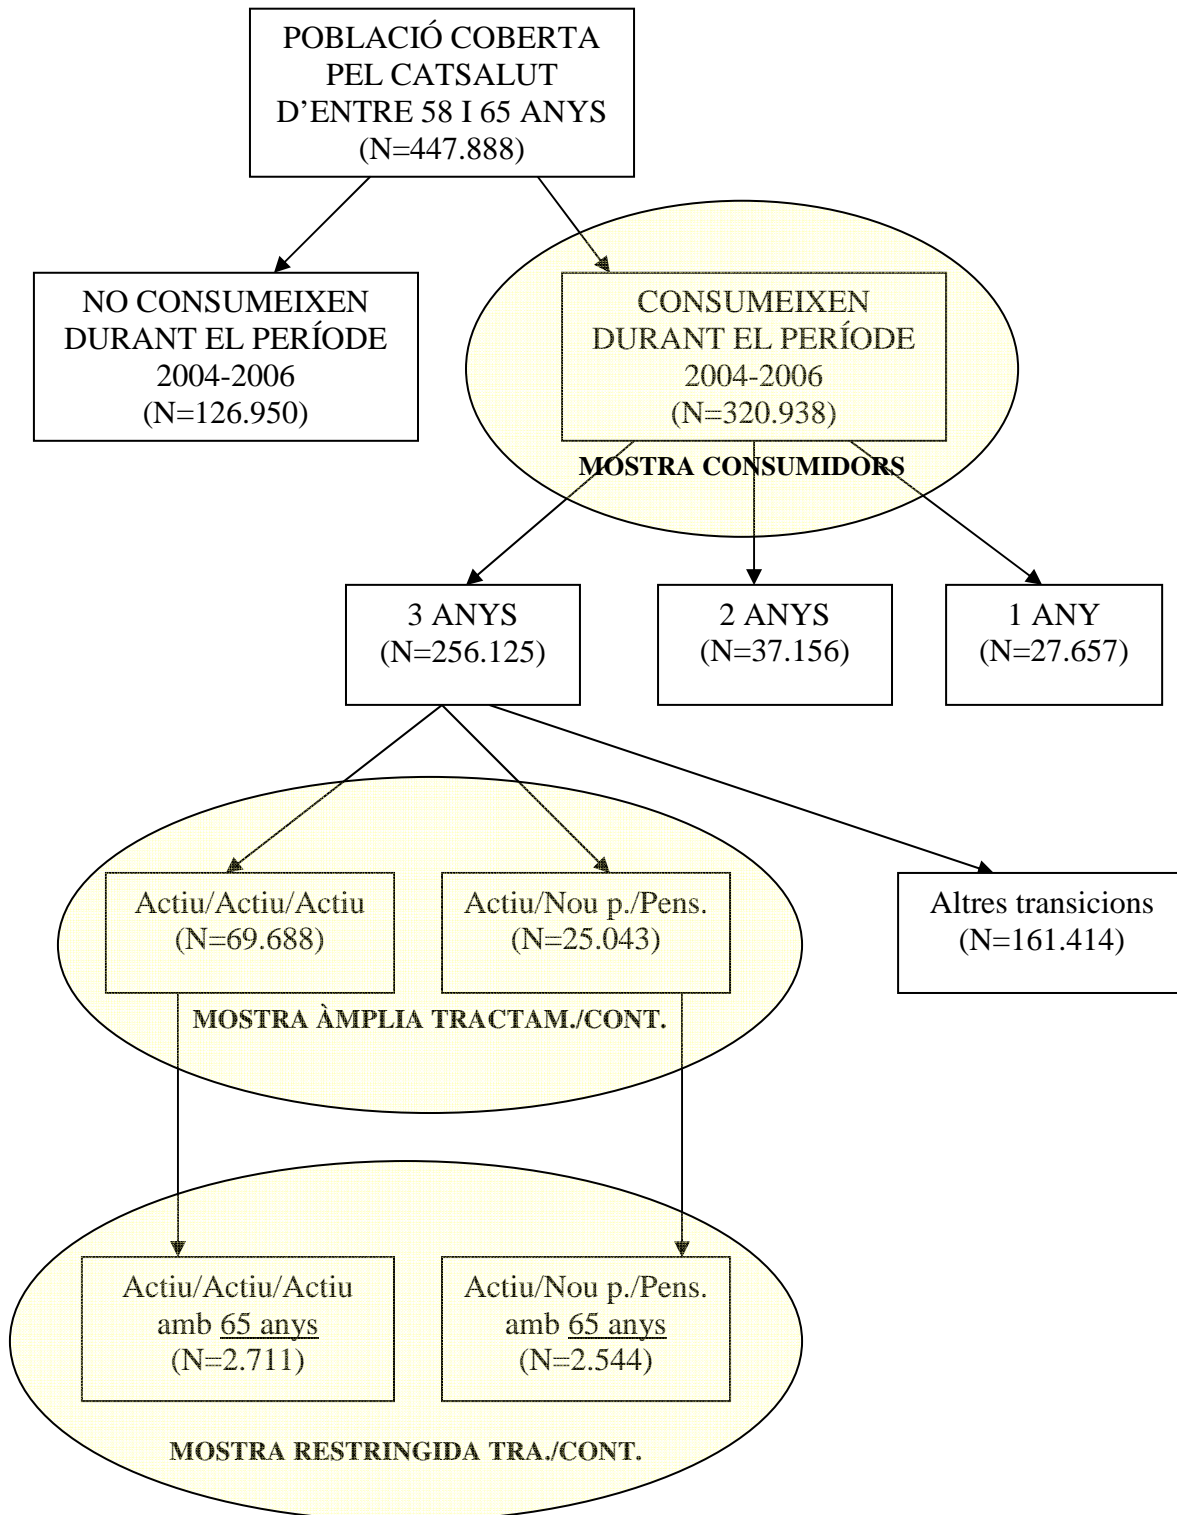 POBLACIÓ COBERTA
PEL CATSALUT
D’ENTRE 58 I 65 ANYS
(N=447.888)
NO CONSUMEIXEN
DURANT EL PERÍODE
2004-2006
(N=126.950)
CONSUMEIXEN
DURANT EL PERÍODE
2004-2006
(N=320.938)
MOSTRA CONSUMIDORS
3 ANYS
(N=256.125)
2 ANYS
(N=37.156)
1 ANY
(N=27.657)
Actiu/Actiu/Actiu
(N=69.688)
Actiu/Nou p./Pens.
(N=25.043)
Altres transicions
(N=161.414)
MOSTRA ÀMPLIA TRACTAM./CONT.
Actiu/Actiu/Actiu
amb 65 anys
(N=2.711)
Actiu/Nou p./Pens.
amb 65 anys
(N=2.544)
MOSTRA RESTRINGIDA TRA./CONT.